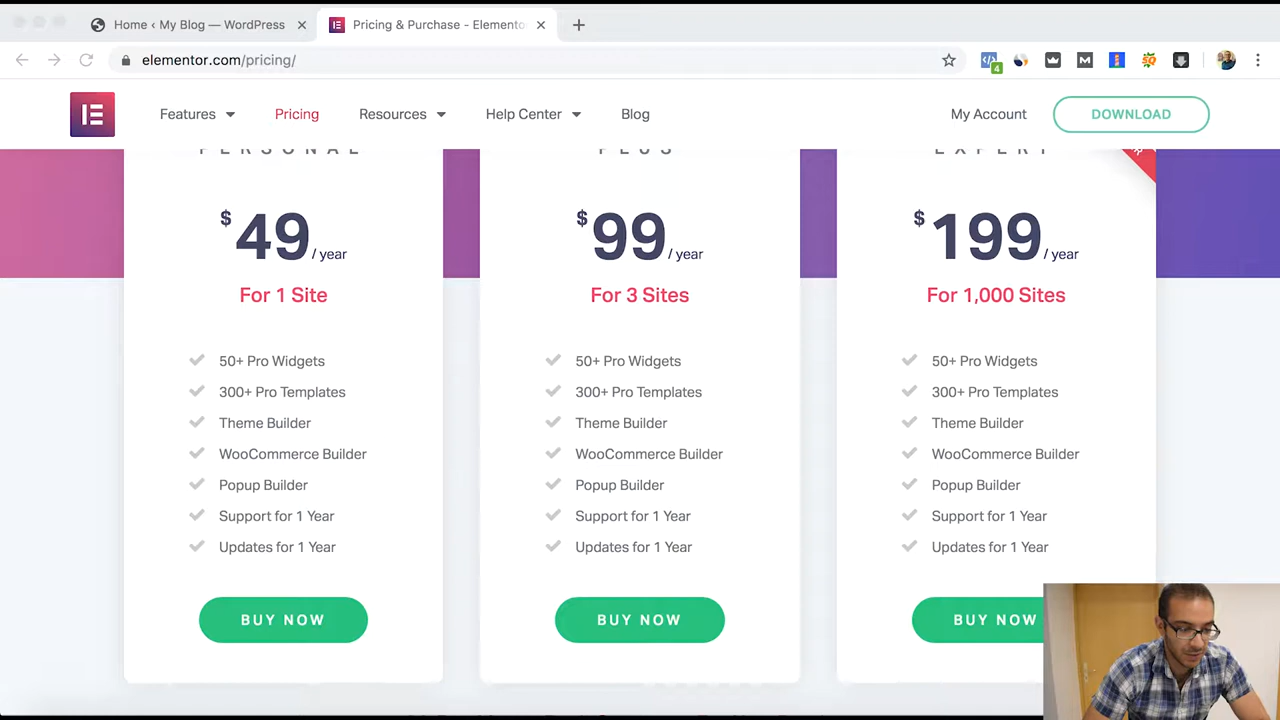 Home ‹ My Blog — WordPress
Pricing & Purchase - Elemento
elementor.com/pricing/
4
Features
Pricing
Resources
Help Center
Blog
My Account
DOWNLOAD
PERSONAL
PLUS
EXPERT
$49/ year
$99/ year
$199/ year
For 1 Site
For 3 Sites
For 1,000 Sites
50+ Pro Widgets
300+ Pro Templates
Theme Builder
WooCommerce Builder
Popup Builder
Support for 1 Year
Updates for 1 Year
BUY NOW
50+ Pro Widgets
300+ Pro Templates
Theme Builder
WooCommerce Builder
Popup Builder
Support for 1 Year
Updates for 1 Year
BUY NOW
50+ Pro Widgets
300+ Pro Templates
Theme Builder
WooCommerce Builder
Popup Builder
Support for 1 Year
Updates for 1 Year
BUY NOW